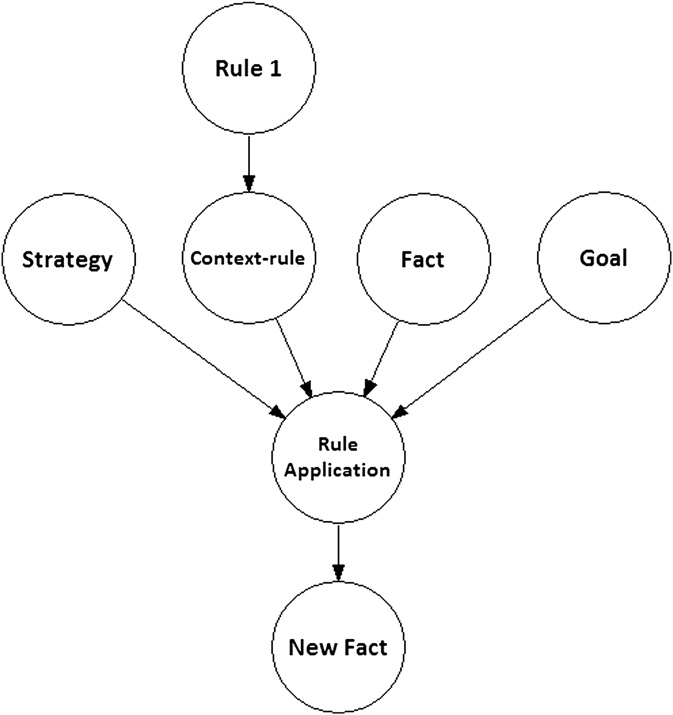 Rule 1
Strategy
Context-rule
Fact
Goal
Rule
Application
New Fact